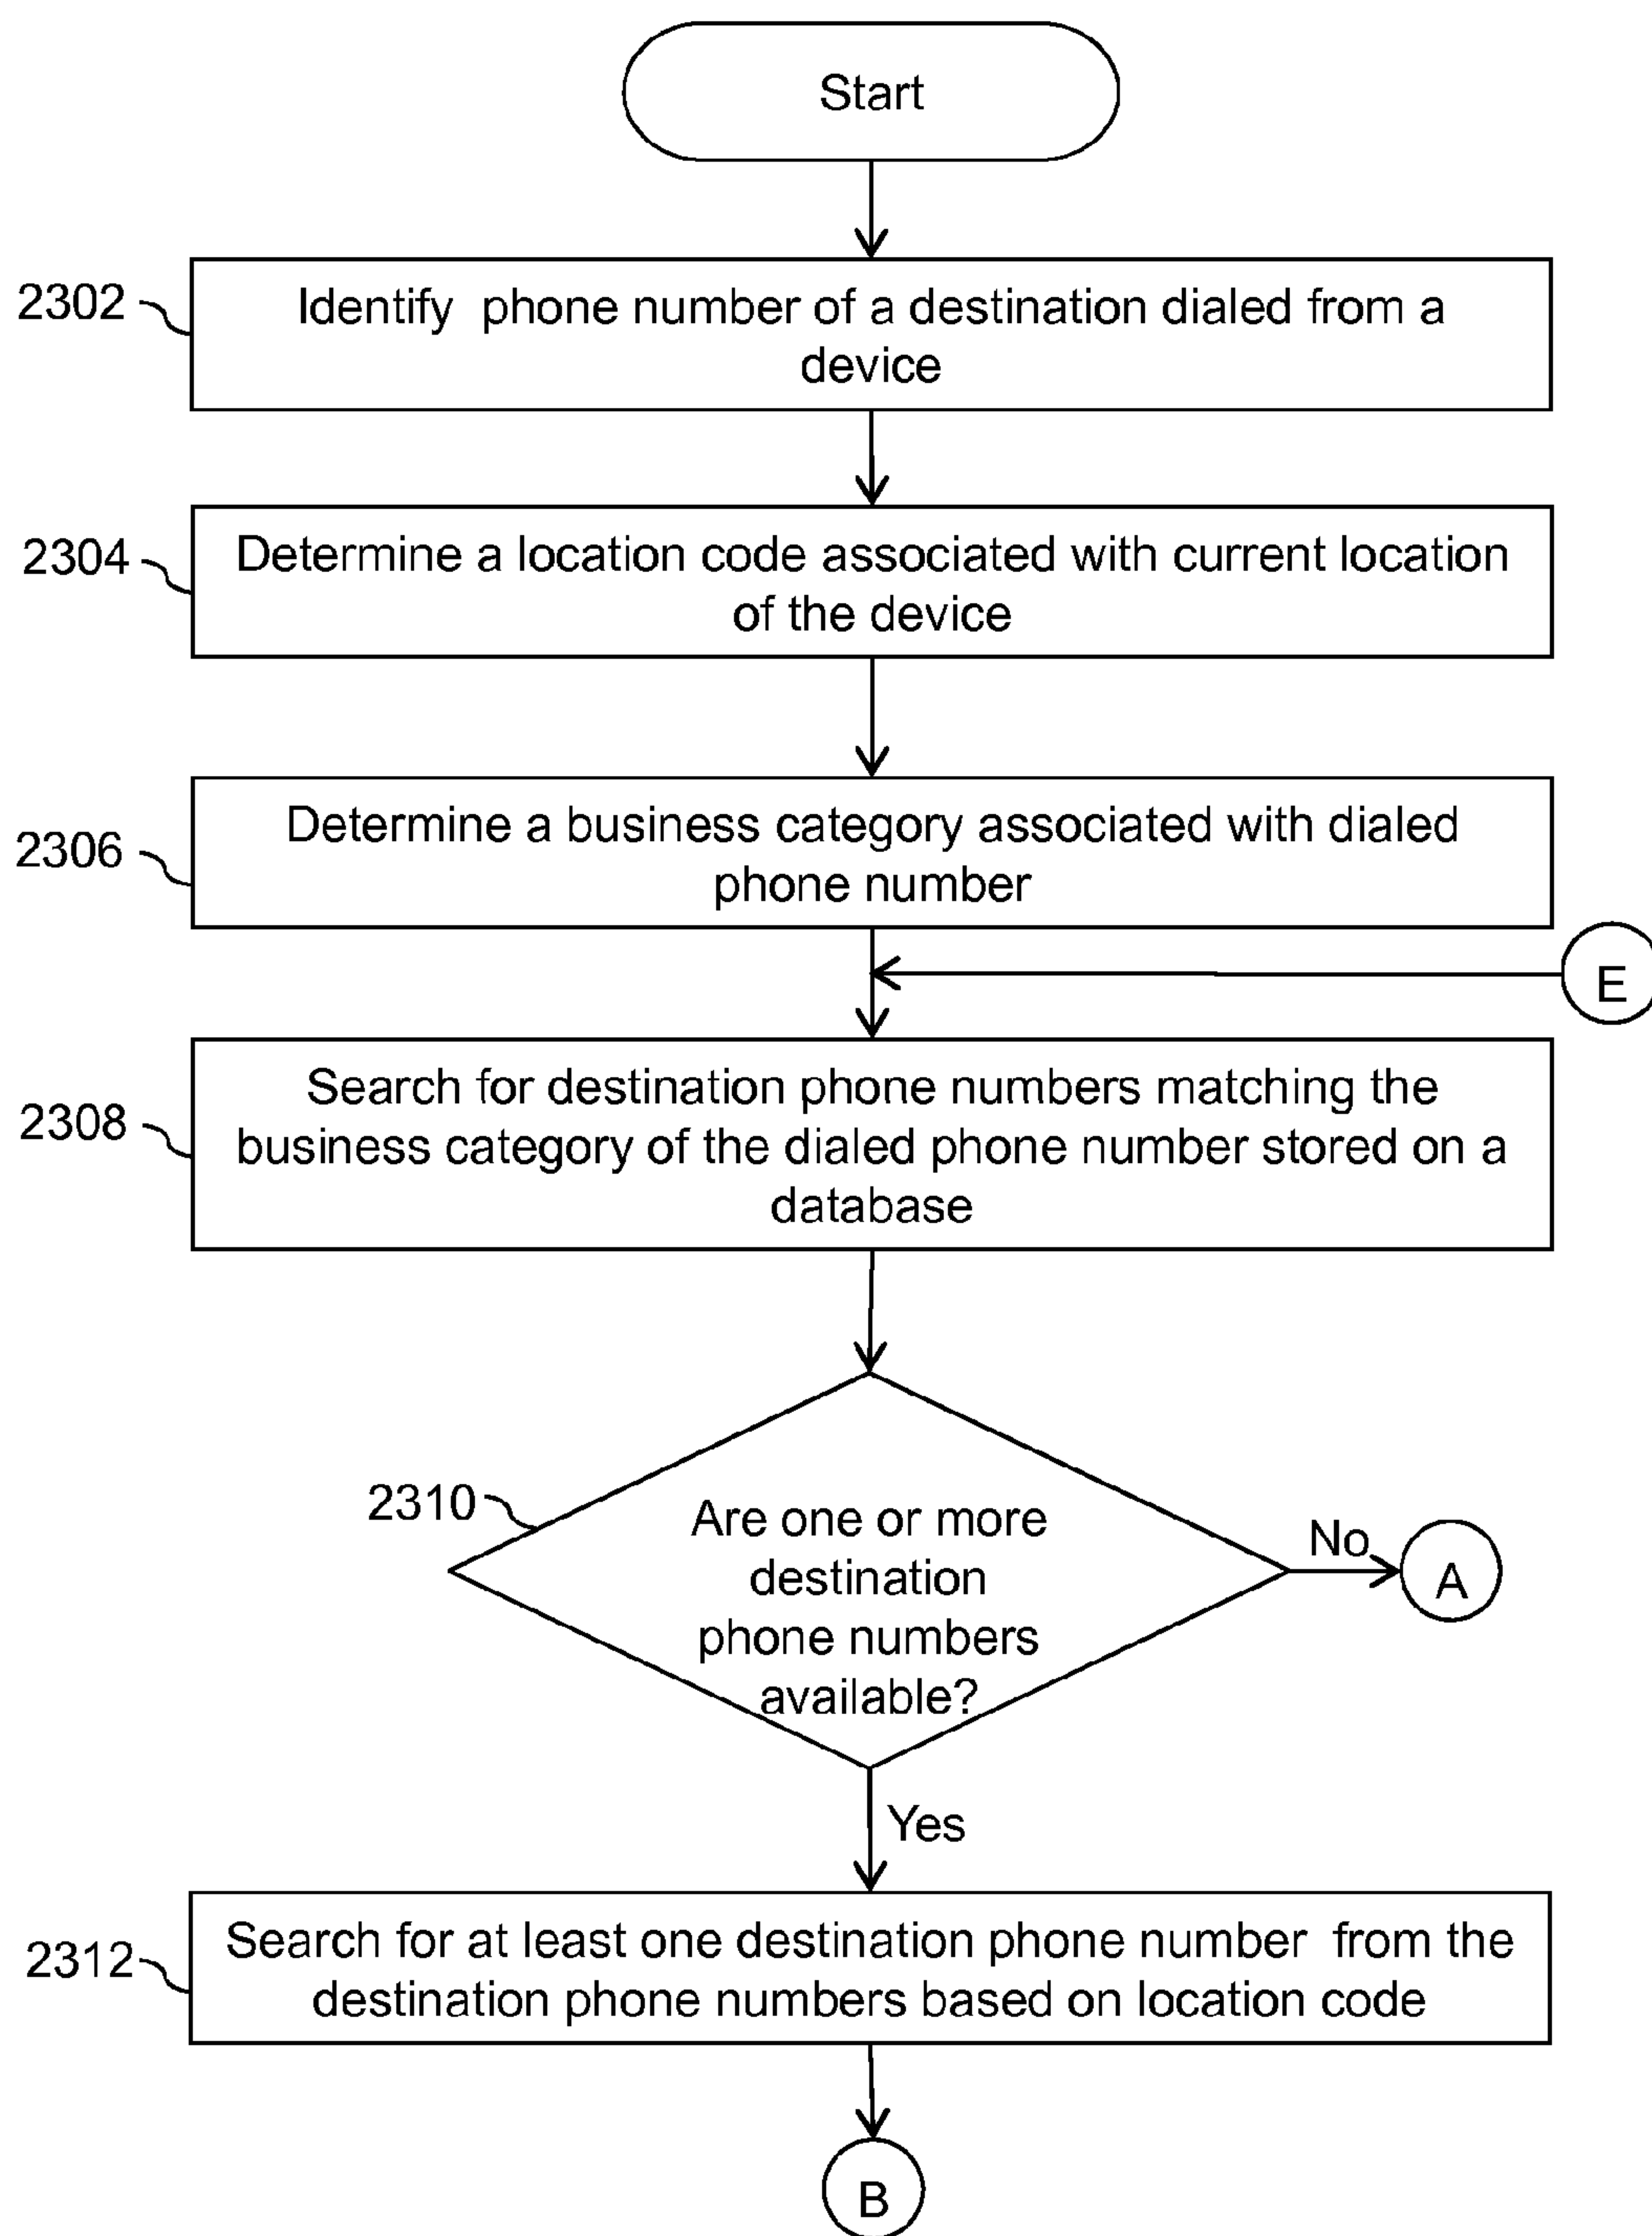 Start
2302
Identify phone number of a destination dialed from a
device
2304
Determine a location code associated with current location
of the device
2306
Determine a business category associated with dialed
phone number
E
2308
Search for destination phone numbers matching the
business category of the dialed phone number stored on a
database
2310
Are one or more
destination
phone numbers
available?
No
A
Yes
2312
Search for at least one destination phone number from the
destination phone numbers based on location code
B